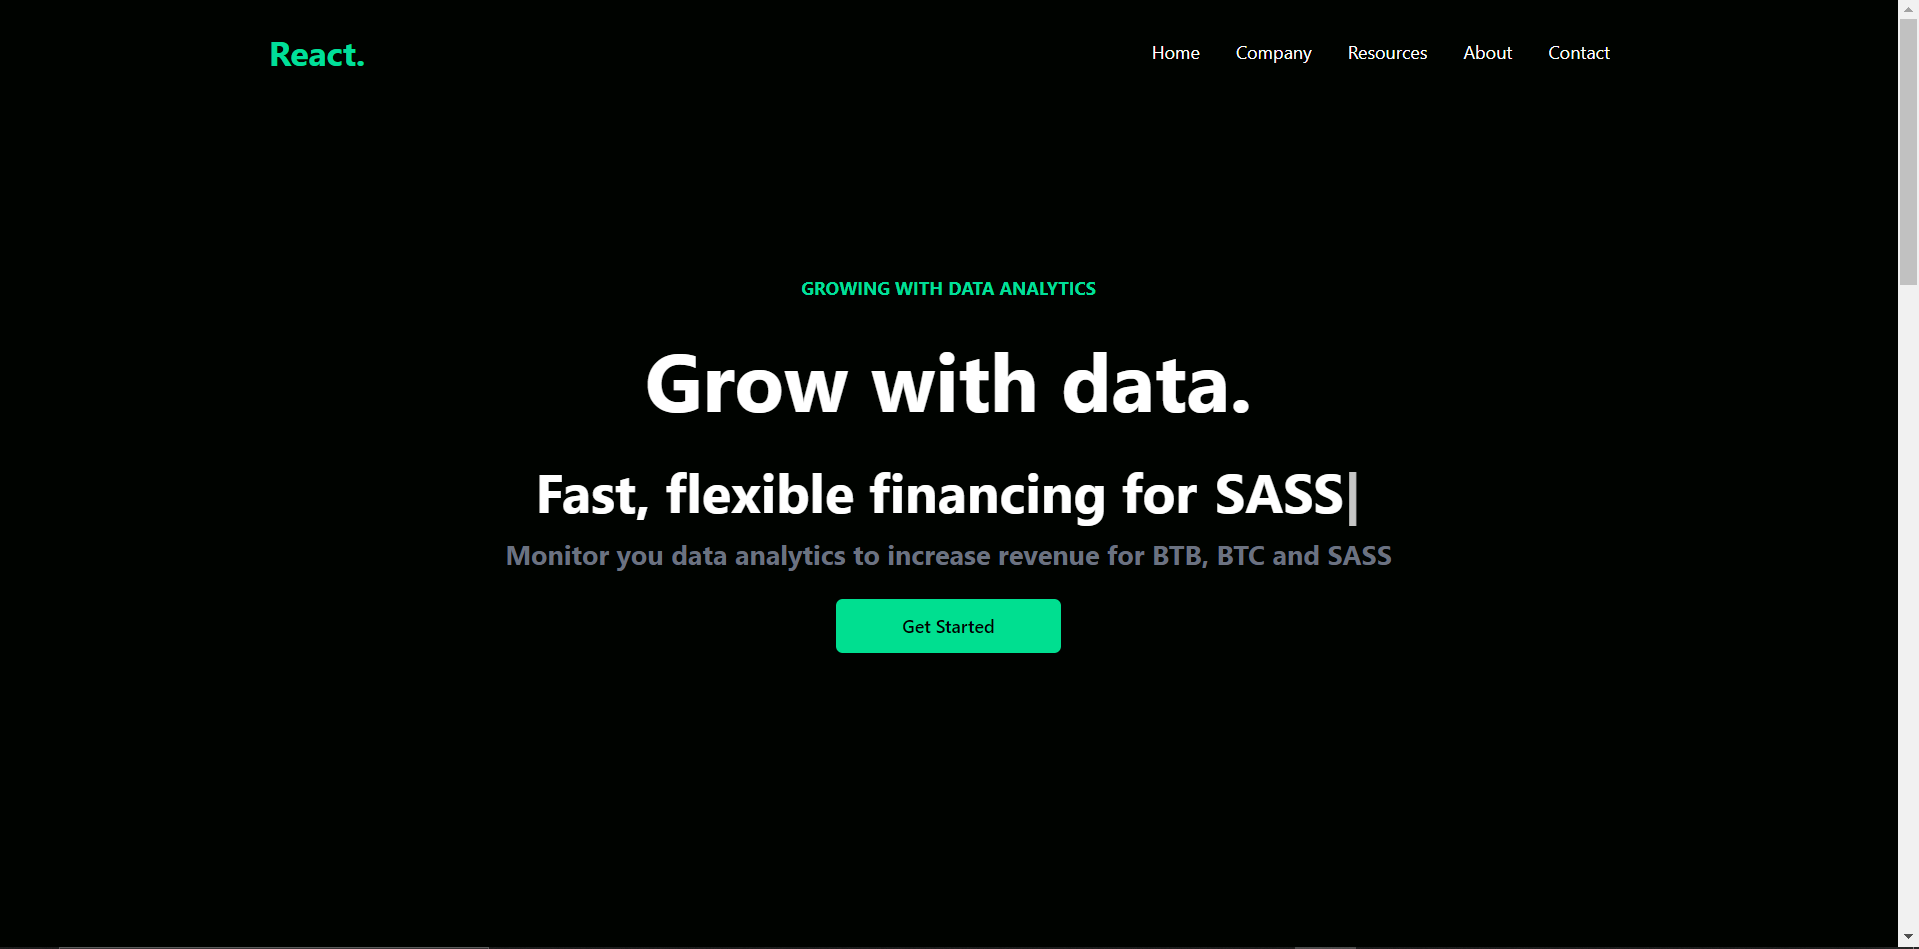 React.
Home Company Resources About Contact
GROWING WITH DATA ANALYTICS
Grow with data.
Fast, flexible financing for SASS|
Monitor you data analytics to increase revenue for BTB, BTC and SASS
Get Started